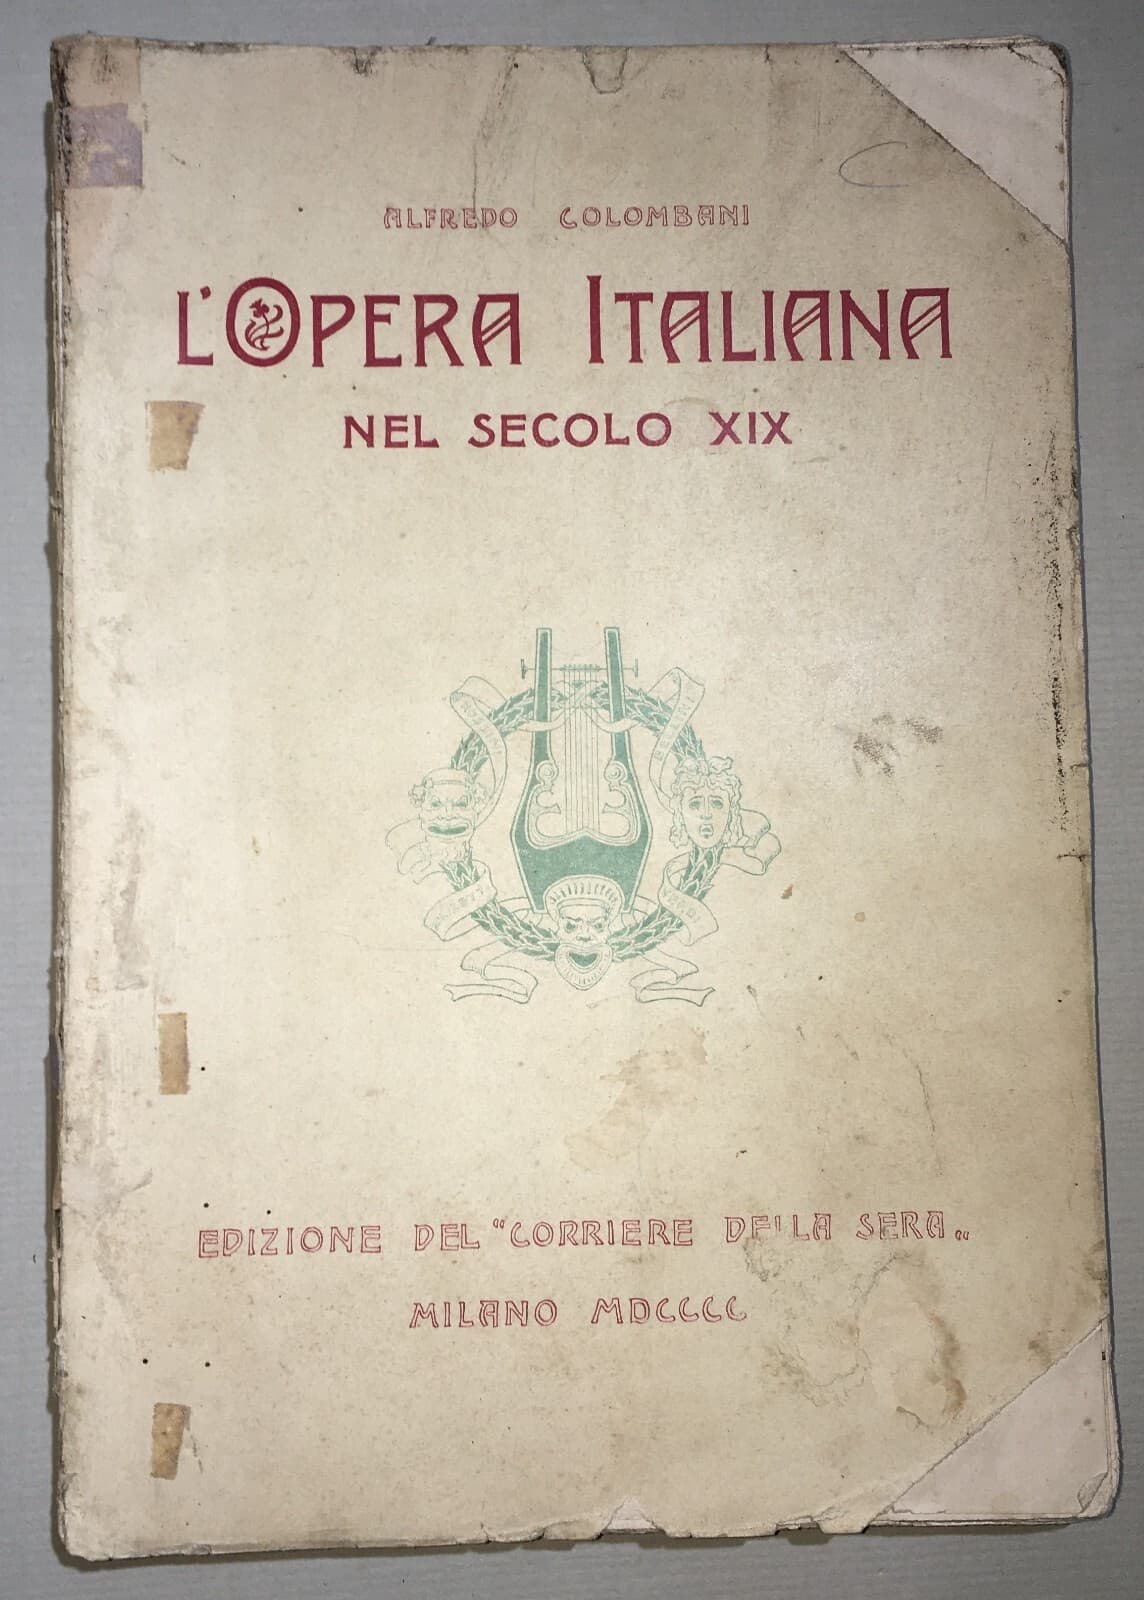 ALFREDO COLOMBANI
L'OPERA ITALIANA
NEL SECOLO XIX
EDIZIONE DEL "CORRIERE DELLA SERA"
MILANO MDCCCC